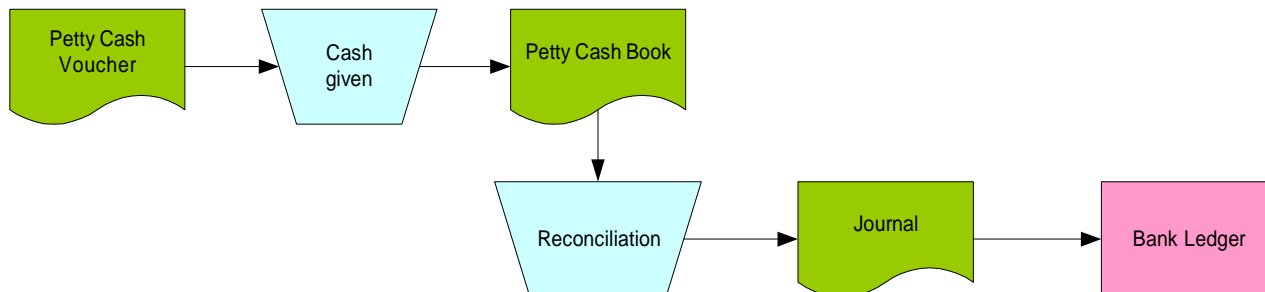 Petty Cash
Voucher
Cash
given
Petty Cash Book
Reconciliation
Journal
Bank Ledger